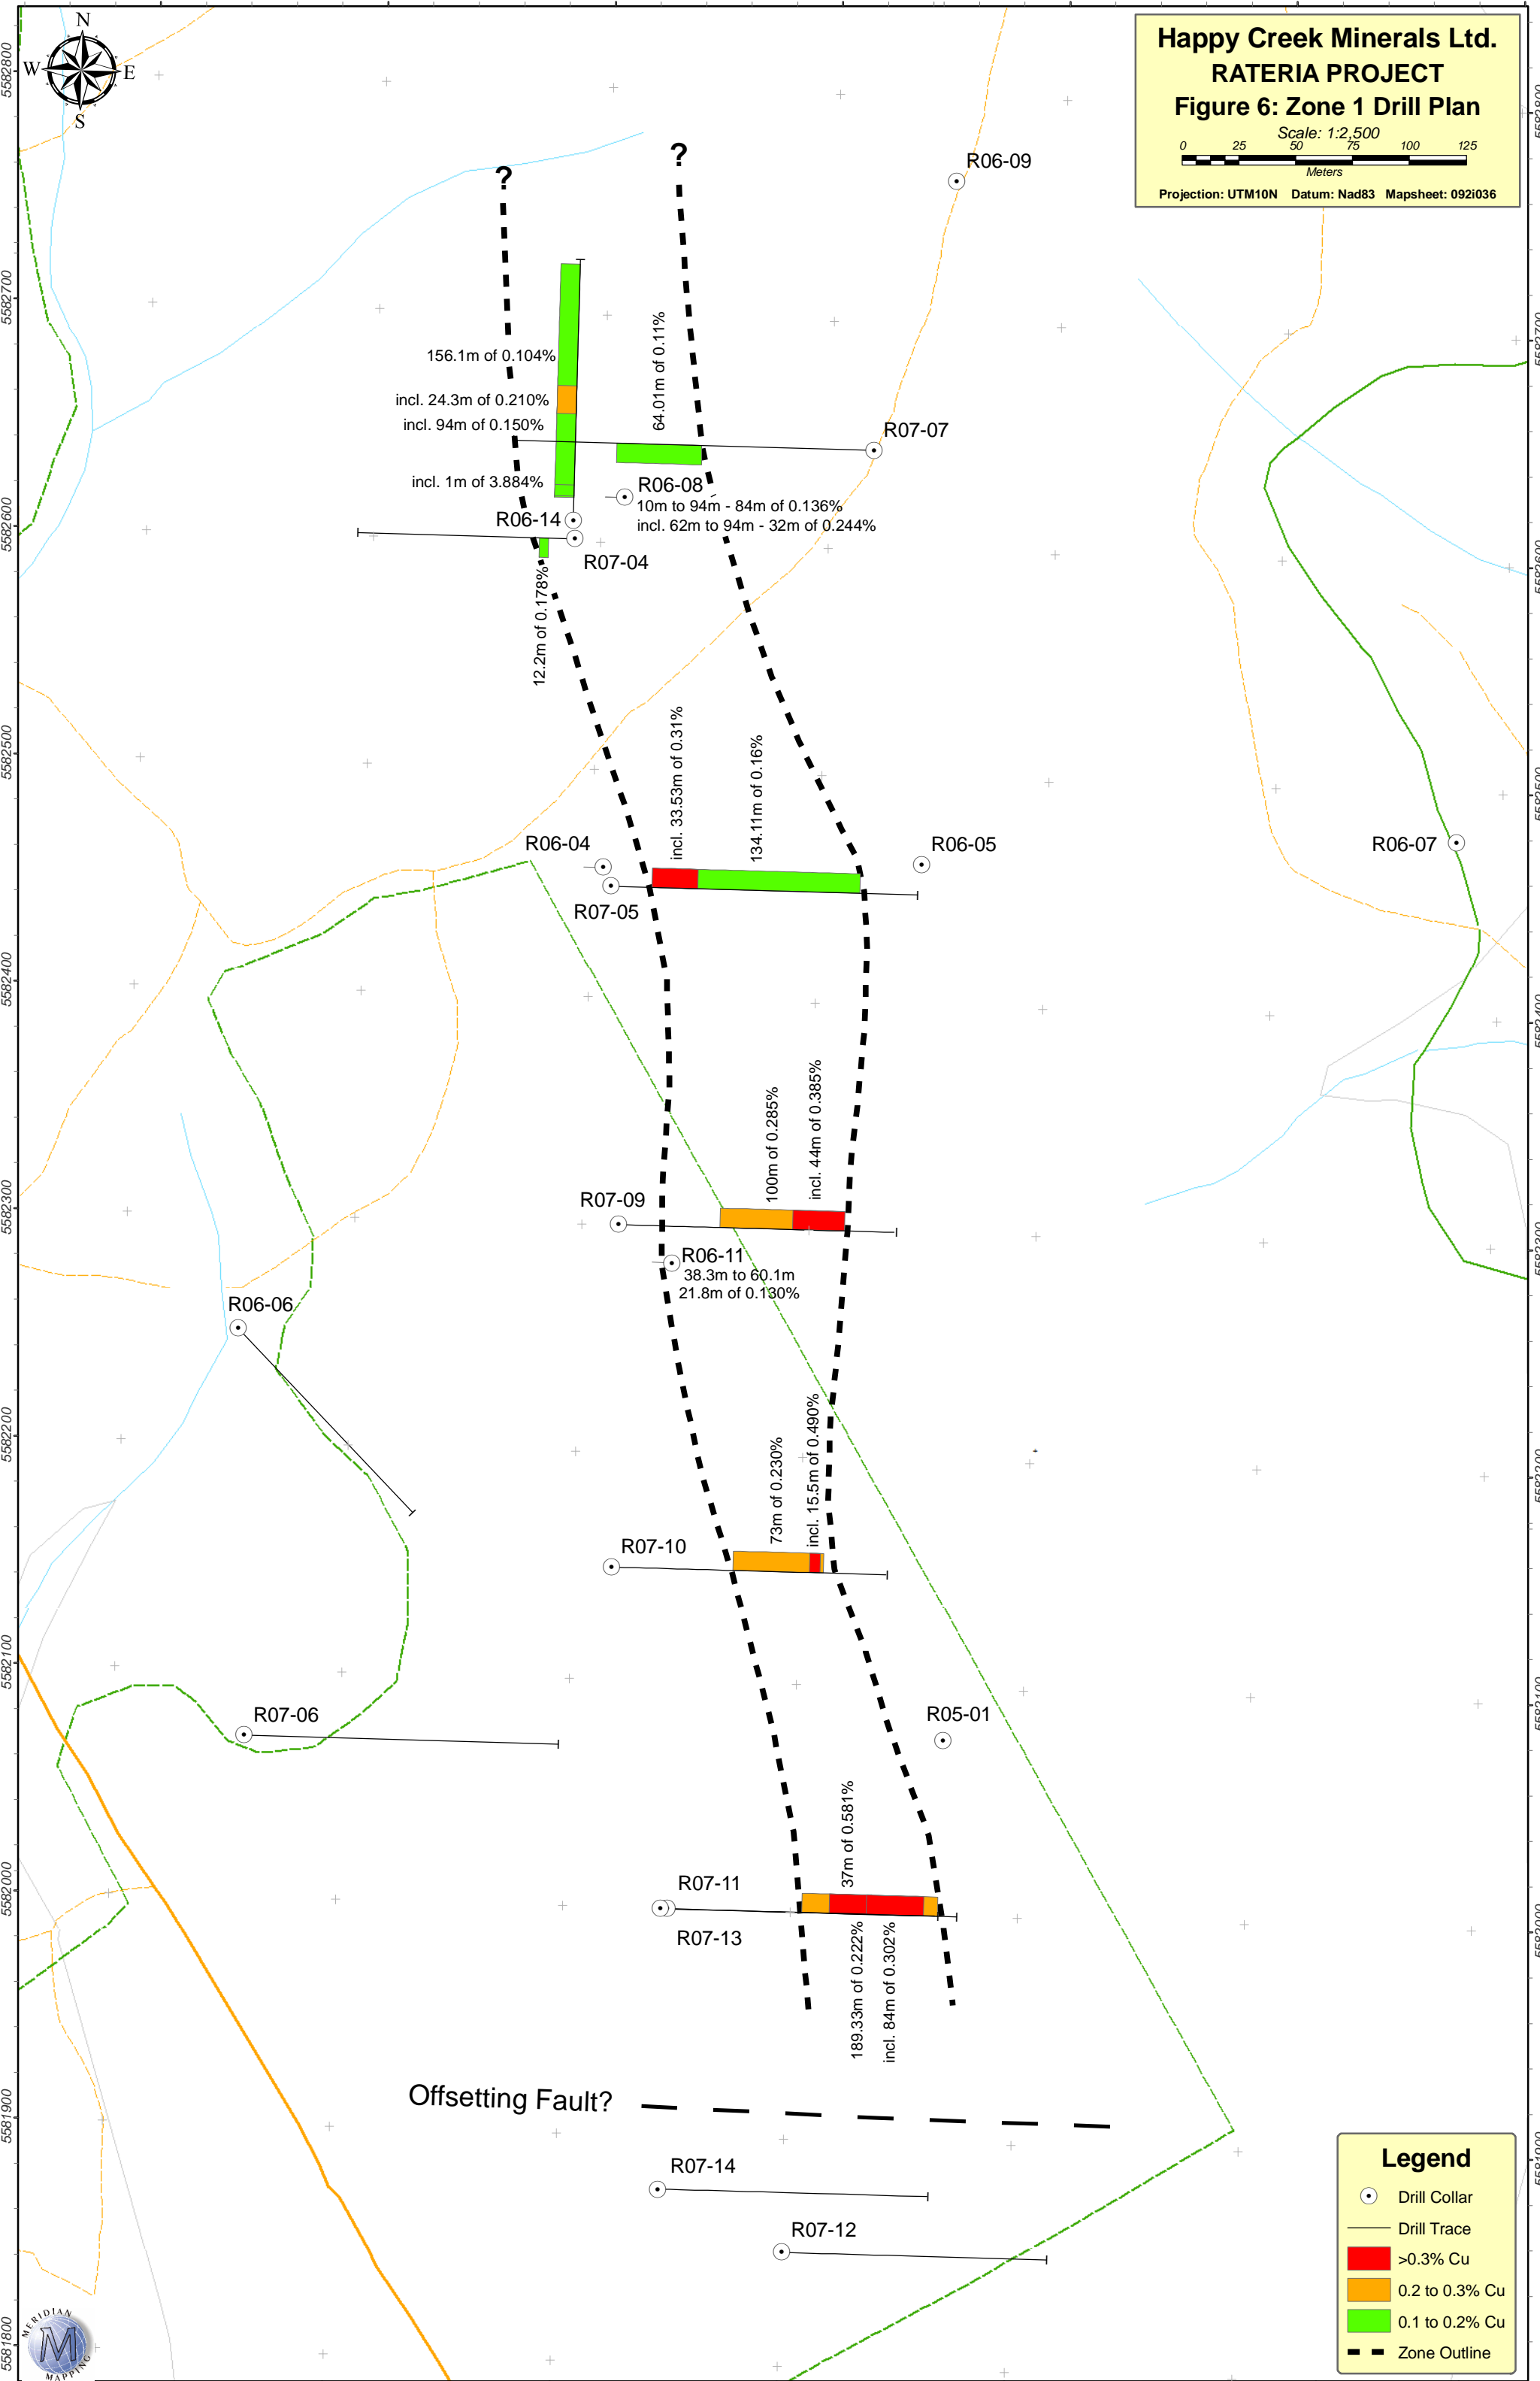 Happy Creek Minerals Ltd.
RATERIA PROJECT
Figure 6: Zone 1 Drill Plan
Scale: 1:2,500
0 25 50 75 100 125
Meters
Projection: UTM10N Datum: Nad83 Mapsheet: 092i036
N
W E
S
5582800
5582700
5582600
5582500
5582400
5582300
5582200
5582100
5582000
5581900
5581800
5582800
5582700
5582600
5582500
5582400
5582300
5582200
5582100
5582000
5581900
?
?
R06-09
156.1m of 0.104%
64.01m of 0.11%
incl. 24.3m of 0.210%
incl. 94m of 0.150%
R07-07
incl. 1m of 3.884%
R06-08
10m to 94m - 84m of 0.136%
incl. 62m to 94m - 32m of 0.244%
R06-14
R07-04
12.2m of 0.178%
incl. 33.53m of 0.31%
134.11m of 0.16%
R06-04
R06-05
R06-07
R07-05
100m of 0.285%
incl. 44m of 0.385%
R07-09
R06-11
38.3m to 60.1m
21.8m of 0.130%
R06-06
73m of 0.230%
incl. 15.5m of 0.490%
R07-10
R07-06
R05-01
37m of 0.581%
R07-11
R07-13
189.33m of 0.222%
incl. 84m of 0.302%
Offsetting Fault?
R07-14
R07-12
Legend
Drill Collar
Drill Trace
>0.3% Cu
0.2 to 0.3% Cu
0.1 to 0.2% Cu
Zone Outline
MERIDIAN
M
MAPPING